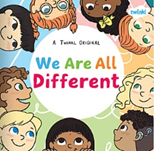 twinkl
A TWINKL ORIGINAL
We Are All
Different